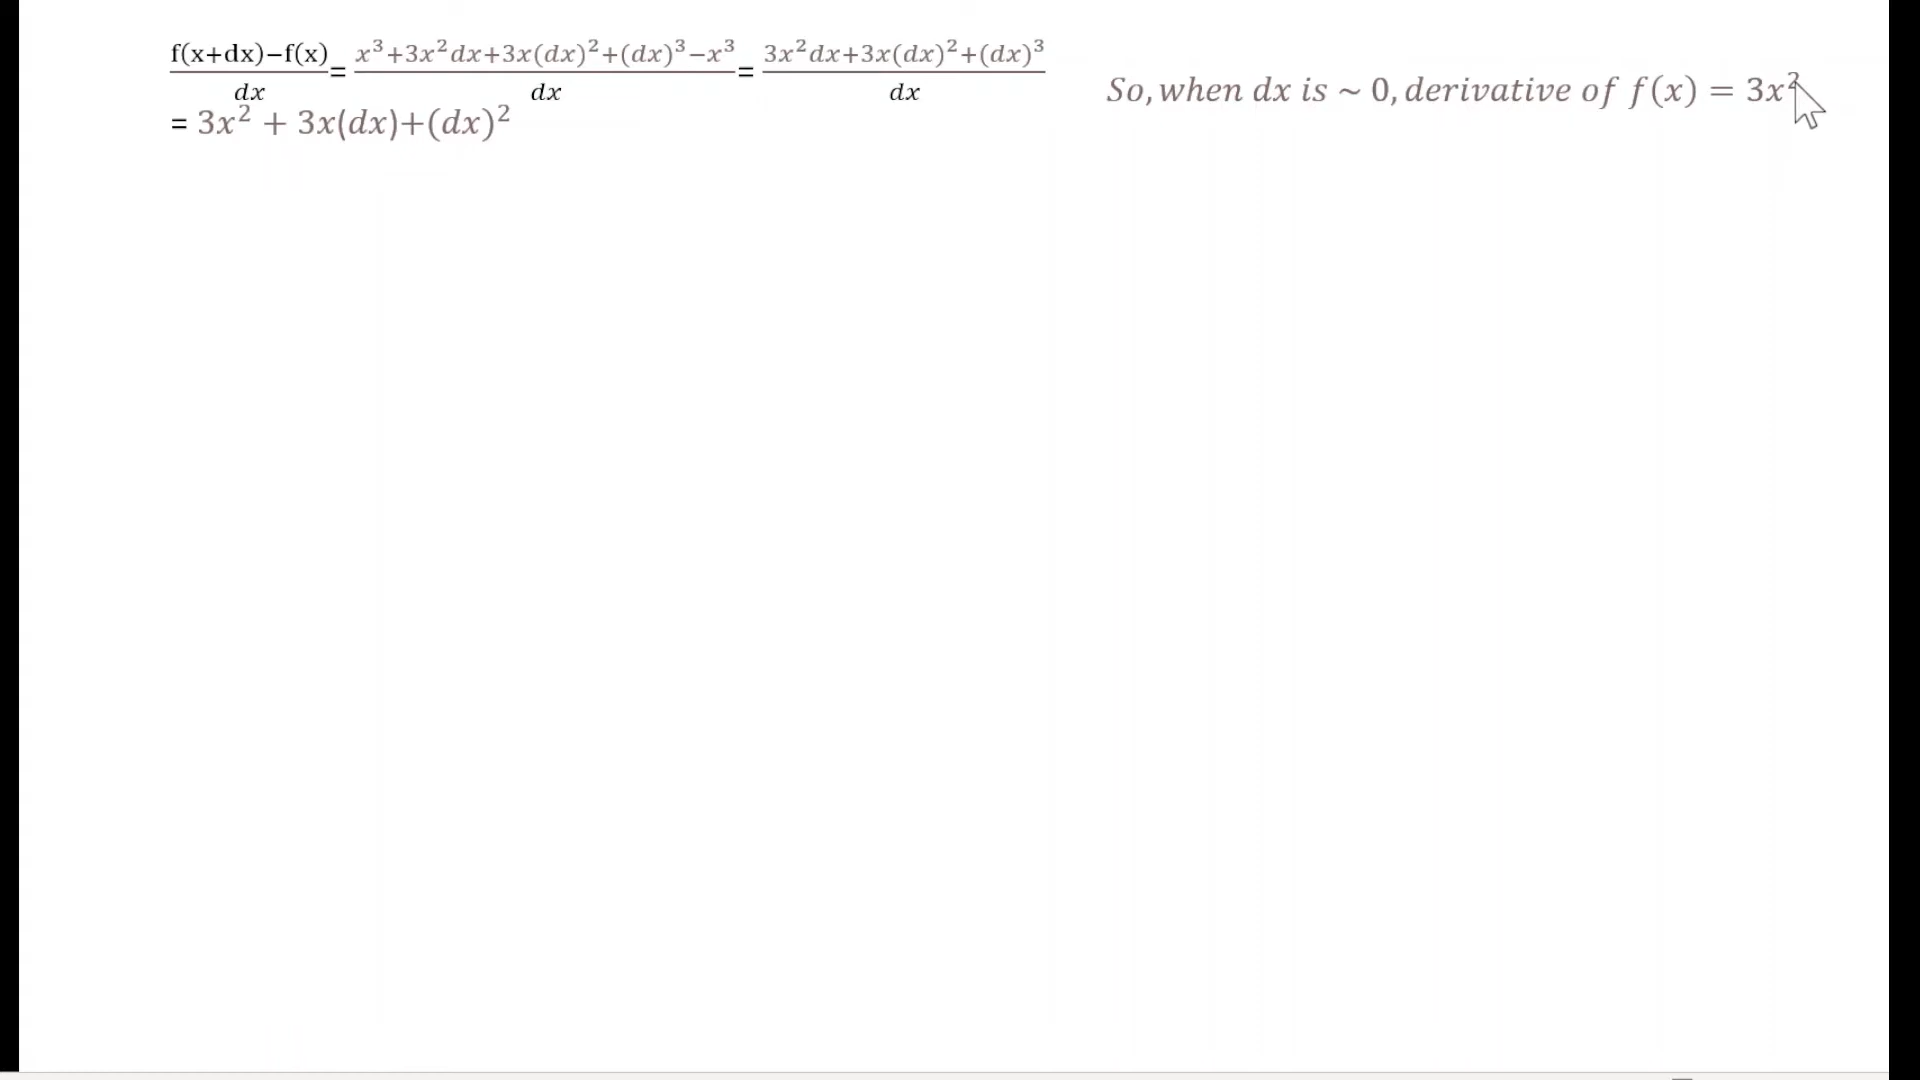 f(x+dx)−f(x)/dx = x³+3x²dx+3x(dx)²+(dx)³−x³/dx = 3x²dx+3x(dx)²+(dx)³/dx
= 3x² + 3x(dx)+(dx)²
So, when dx is ~ 0, derivative of f(x) = 3x²